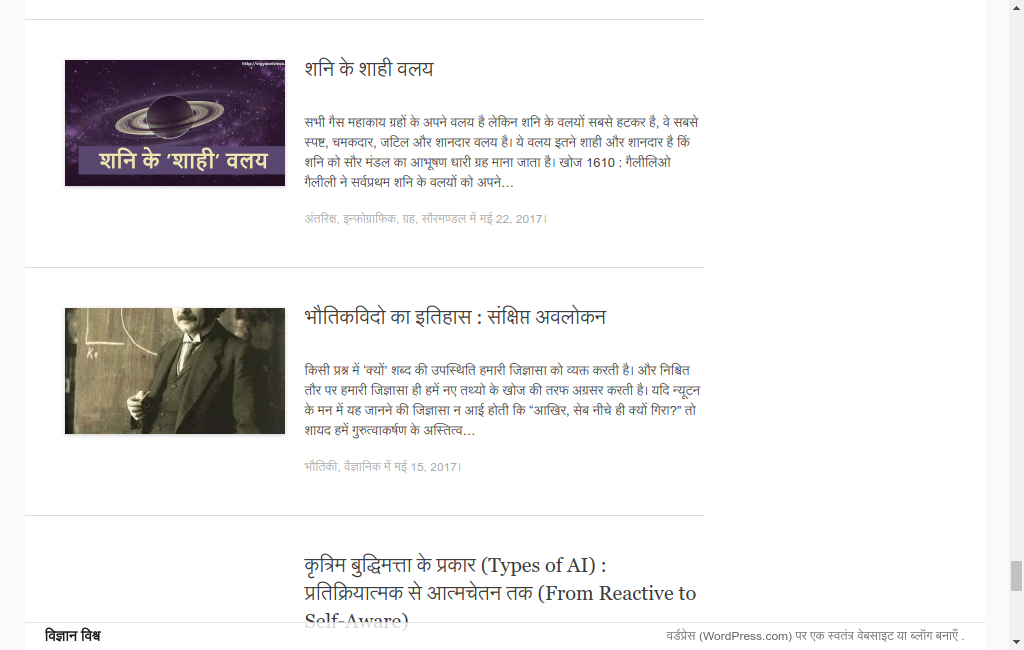 http://vigyanvishwa.
शनि के 'शाही' वलय
शनि के शाही वलय
सभी गैस महाकाय ग्रहों के अपने वलय है लेकिन शनि के वलयों सबसे हटकर है, वे सबसे
स्पष्ट, चमकदार, जटिल और शानदार वलय है। ये वलय इतने शाही और शानदार है किं
शनि को सौर मंडल का आभूषण धारी ग्रह माना जाता है। खोज 1610 : गैलीलिओ
गैलीली ने सर्वप्रथम शनि के वलयों को अपने…
अंतरिक्ष, इन्फ़ोग्राफ़िक, ग्रह, सौरमण्डल में मई 22, 2017।
भौतिकविदो का इतिहास : संक्षिप्त अवलोकन
किसी प्रश्न में ‘क्यों’ शब्द की उपस्थिति हमारी जिज्ञासा को व्यक्त करती है। और निश्चित
तौर पर हमारी जिज्ञासा ही हमें नए तथ्यो के खोज की तरफ अग्रसर करती है। यदि न्यूटन
के मन में यह जानने की जिज्ञासा न आई होती कि “आखिर, सेब नीचे ही क्यों गिरा?” तो
शायद हमें गुरुत्वाकर्षण के अस्तित्व…
भौतिकी, वैज्ञानिक में मई 15, 2017।
कृत्रिम बुद्धिमत्ता के प्रकार (Types of AI) :
प्रतिक्रियात्मक से आत्मचेतन तक (From Reactive to
Self-Aware)
विज्ञान विश्व
वर्डप्रेस (WordPress.com) पर एक स्वतंत्र वेबसाइट या ब्लॉग बनाएँ .